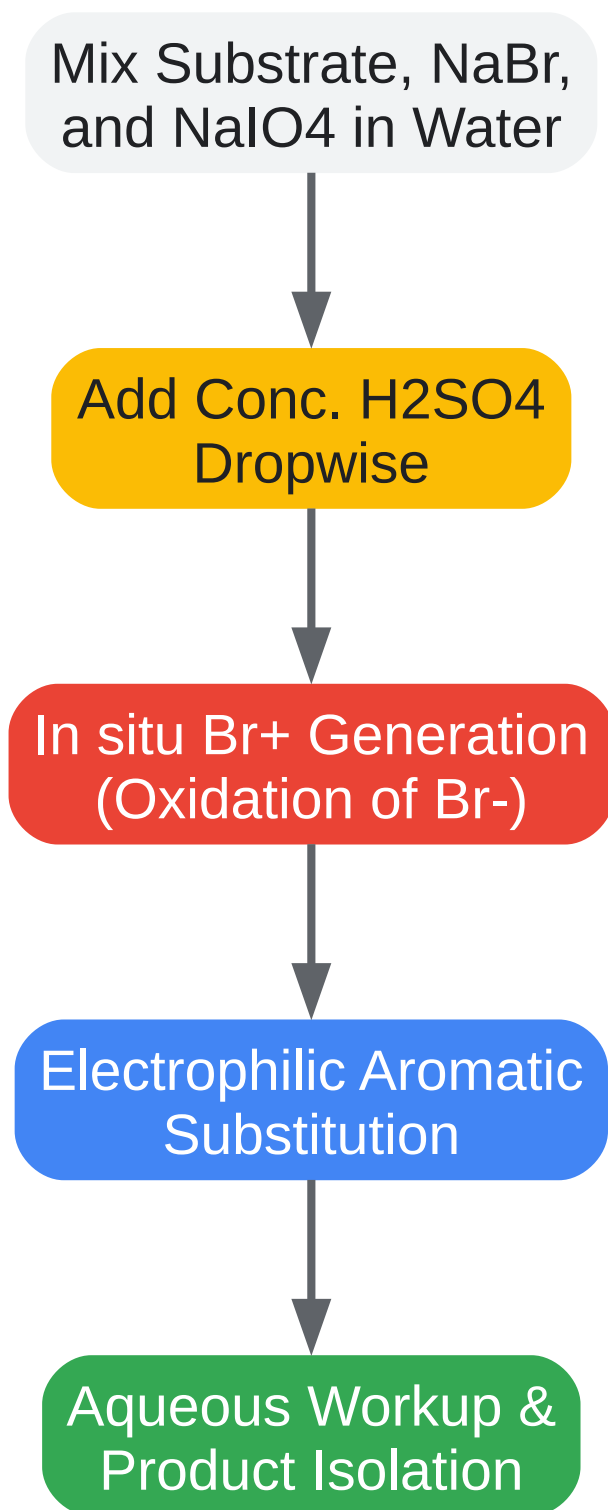 Mix Substrate, NaBr,
and NaIO4 in Water
Add Conc. H2SO4
Dropwise
In situ Br+ Generation
(Oxidation of Br-)
Electrophilic Aromatic
Substitution
Aqueous Workup &
Product Isolation